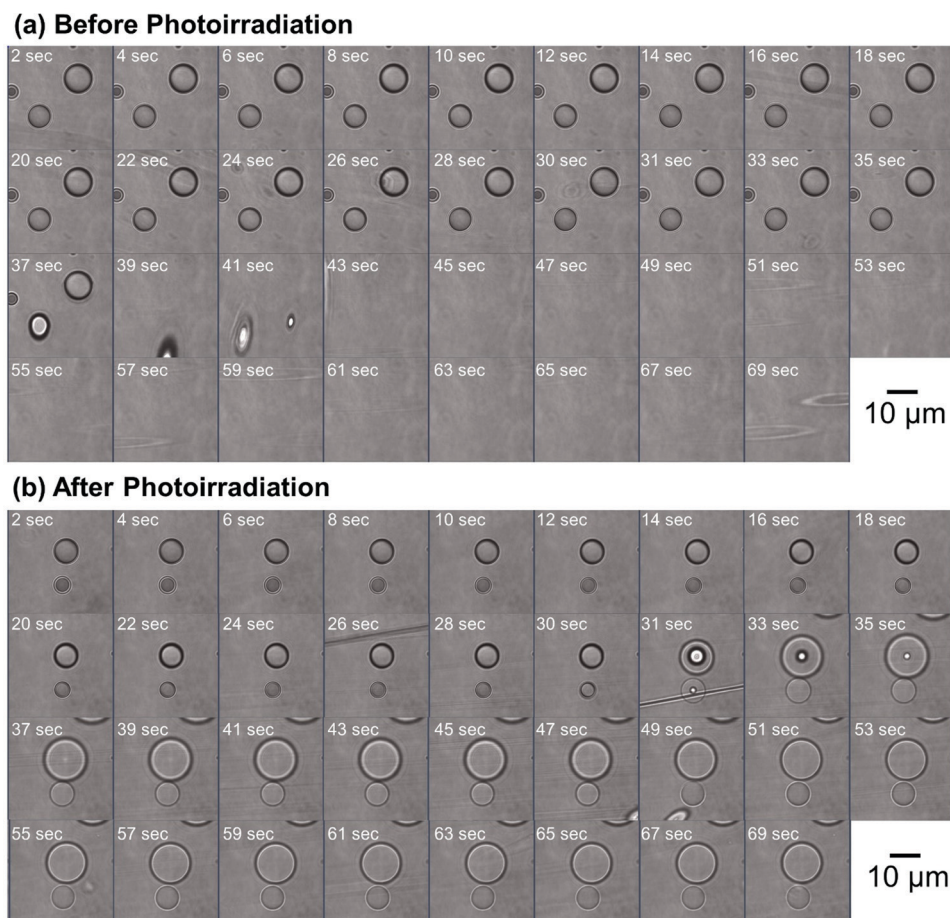 (a) Before Photoirradiation
2 sec 4 sec 6 sec 8 sec 10 sec 12 sec 14 sec 16 sec 18 sec
20 sec 22 sec 24 sec 26 sec 28 sec 30 sec 31 sec 33 sec 35 sec
37 sec 39 sec 41 sec 43 sec 45 sec 47 sec 49 sec 51 sec 53 sec
55 sec 57 sec 59 sec 61 sec 63 sec 65 sec 67 sec 69 sec
10 μm
(b) After Photoirradiation
2 sec 4 sec 6 sec 8 sec 10 sec 12 sec 14 sec 16 sec 18 sec
20 sec 22 sec 24 sec 26 sec 28 sec 30 sec 31 sec 33 sec 35 sec
37 sec 39 sec 41 sec 43 sec 45 sec 47 sec 49 sec 51 sec 53 sec
55 sec 57 sec 59 sec 61 sec 63 sec 65 sec 67 sec 69 sec
10 μm